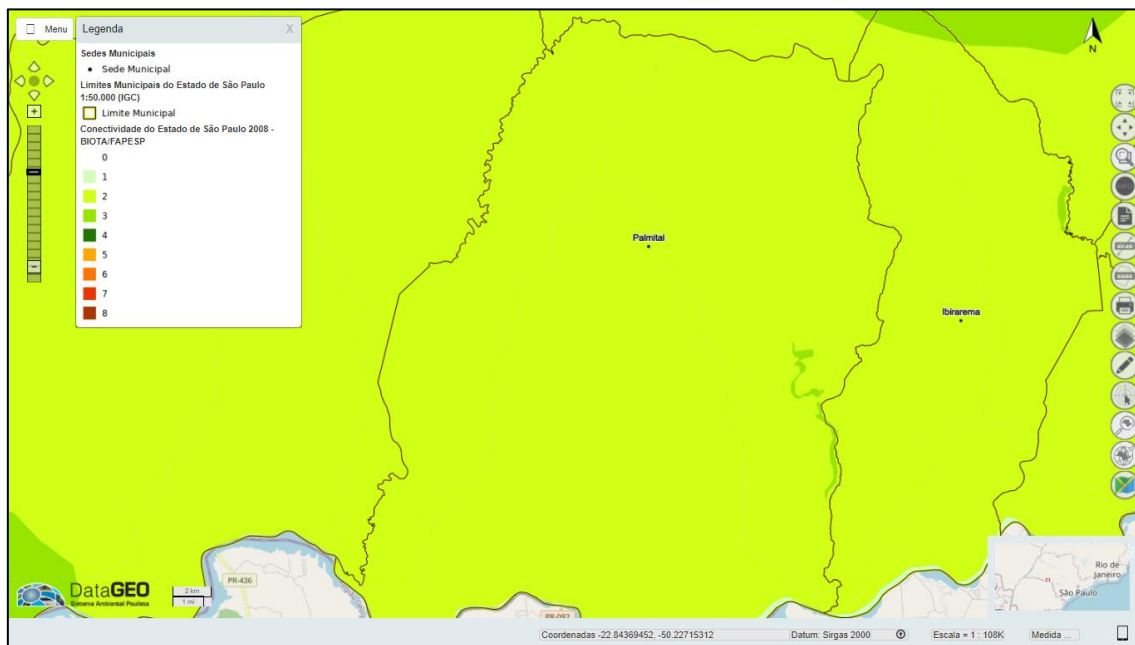 Menu
Legenda
X
Sedes Municipais
Sede Municipal
Limites Municipais do Estado de São Paulo
1:50.000 (IGC)
Limite Municipal
Conectividade do Estado de São Paulo 2008 -
BIOTA/FAPESP
0
1
2
3
4
5
6
7
8
N
INFO
Palmital
Ibirarema
PR-436
PR-092
DataGEO
Sistema Ambiental Paulista
2 km
1 mi
Rio de
Janeiro
São Paulo
Coordenadas -22.84369452, -50.22715312
Datum: Sirgas 2000
Escala = 1 : 108K
Medida ...